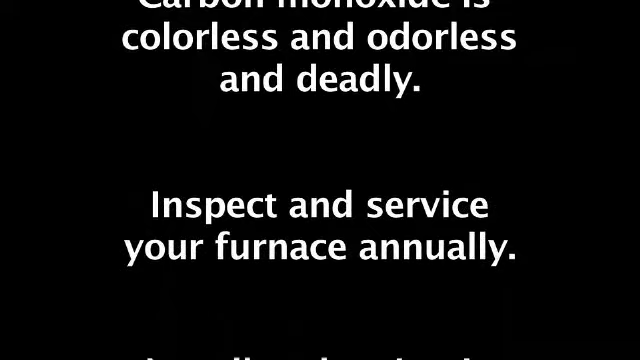 Carbon monoxide is
colorless and odorless
and deadly.
Inspect and service
your furnace annually.